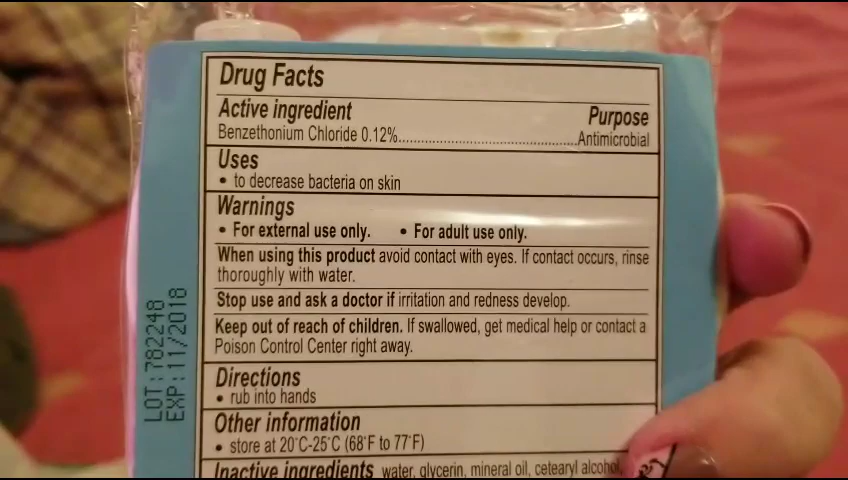 Drug Facts
Active ingredient Purpose
Benzethonium Chloride 0.12%..................................................Antimicrobial
Uses
• to decrease bacteria on skin
Warnings
• For external use only. • For adult use only.
When using this product avoid contact with eyes. If contact occurs, rinse
thoroughly with water.
Stop use and ask a doctor if irritation and redness develop.
Keep out of reach of children. If swallowed, get medical help or contact a
Poison Control Center right away.
Directions
• rub into hands
Other information
• store at 20°C-25°C (68°F to 77°F)
Inactive ingredients water, glycerin, mineral oil, cetearyl alcohol,
LOT:782248
EXP:11/2018